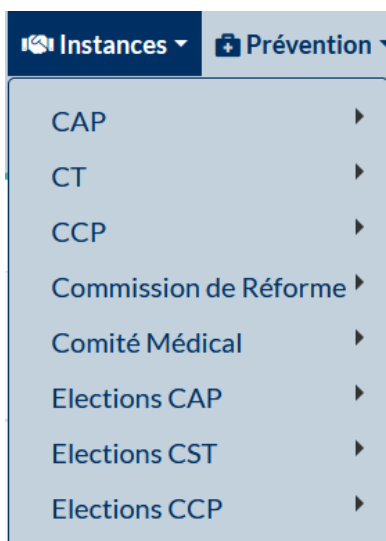 Instances
Prévention
CAP
CT
CCP
Commission de Réforme
Comité Médical
Elections CAP
Elections CST
Elections CCP